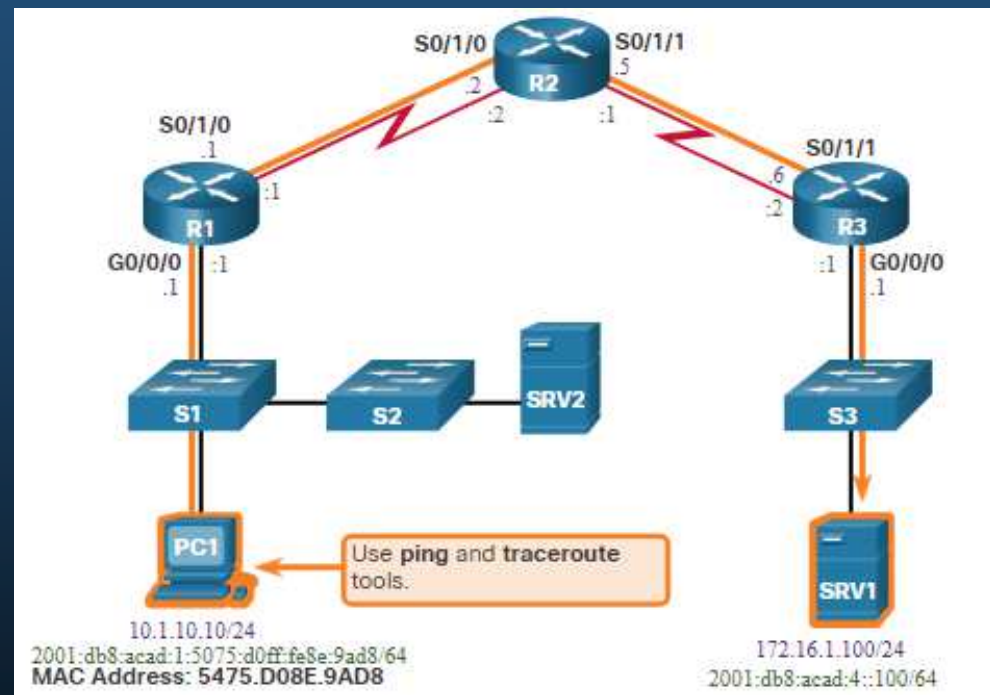 S0/1/0
S0/1/1
R2
.5
.2
:2
:1
S0/1/0
.1
S0/1/1
.6
:1
:2
R1
R3
G0/0/0
:1
.1
:1
G0/0/0
.1
S1
S2
SRV2
S3
PC1
Use ping and traceroute
tools.
SRV1
10.1.10.10/24
2001:db8:acad:1:5075:d0ff:fe8e:9ad8/64
MAC Address: 5475.D08E.9AD8
172.16.1.100/24
2001:db8:acad:4::100/64